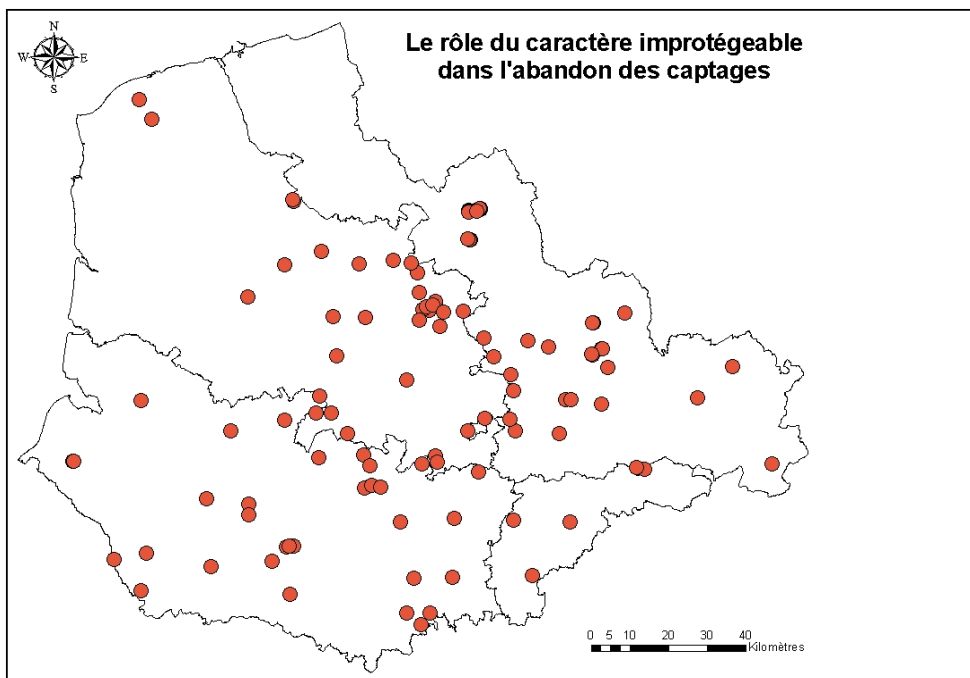 Le rôle du caractère improtégeable
dans l'abandon des captages
N
W E
S
0 5 10 20 30 40
Kilomètres